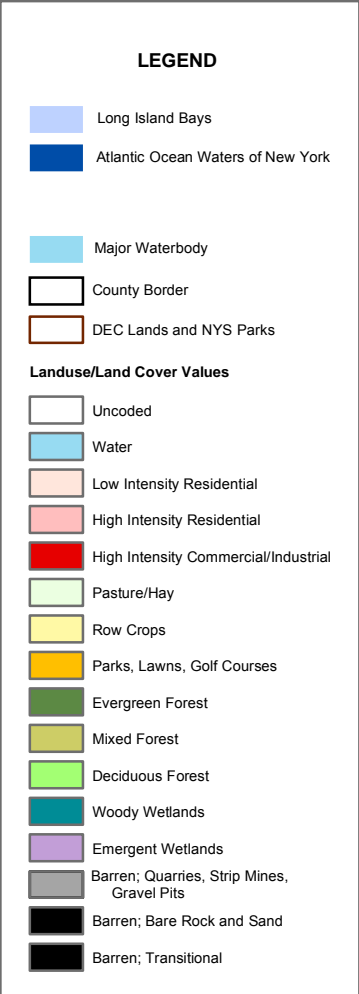 LEGEND
Long Island Bays
Atlantic Ocean Waters of New York
Major Waterbody
County Border
DEC Lands and NYS Parks
Landuse/Land Cover Values
Uncoded
Water
Low Intensity Residential
High Intensity Residential
High Intensity Commercial/Industrial
Pasture/Hay
Row Crops
Parks, Lawns, Golf Courses
Evergreen Forest
Mixed Forest
Deciduous Forest
Woody Wetlands
Emergent Wetlands
Barren; Quarries, Strip Mines,
Gravel Pits
Barren; Bare Rock and Sand
Barren; Transitional